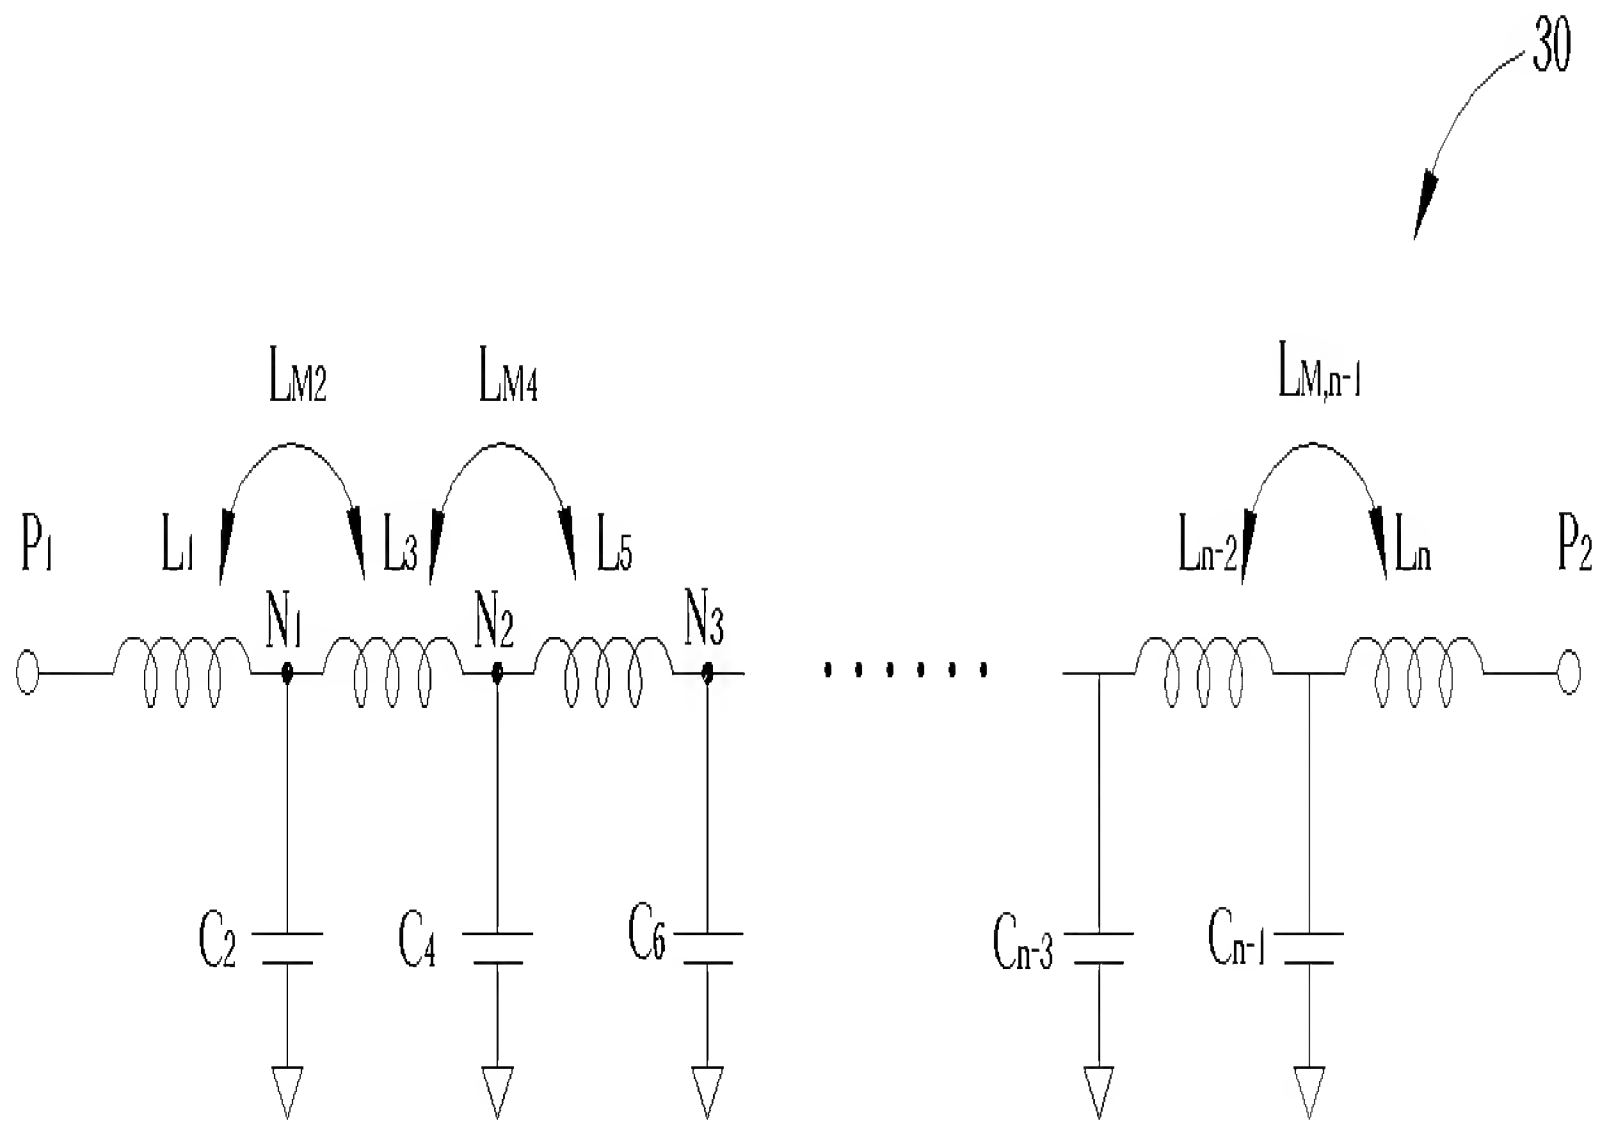 30
LM2 LM4 LM,n-1
P1 L1 L3 L5 Ln-2 Ln P2
N1 N2 N3
C2 C4 C6 Cn-3 Cn-1